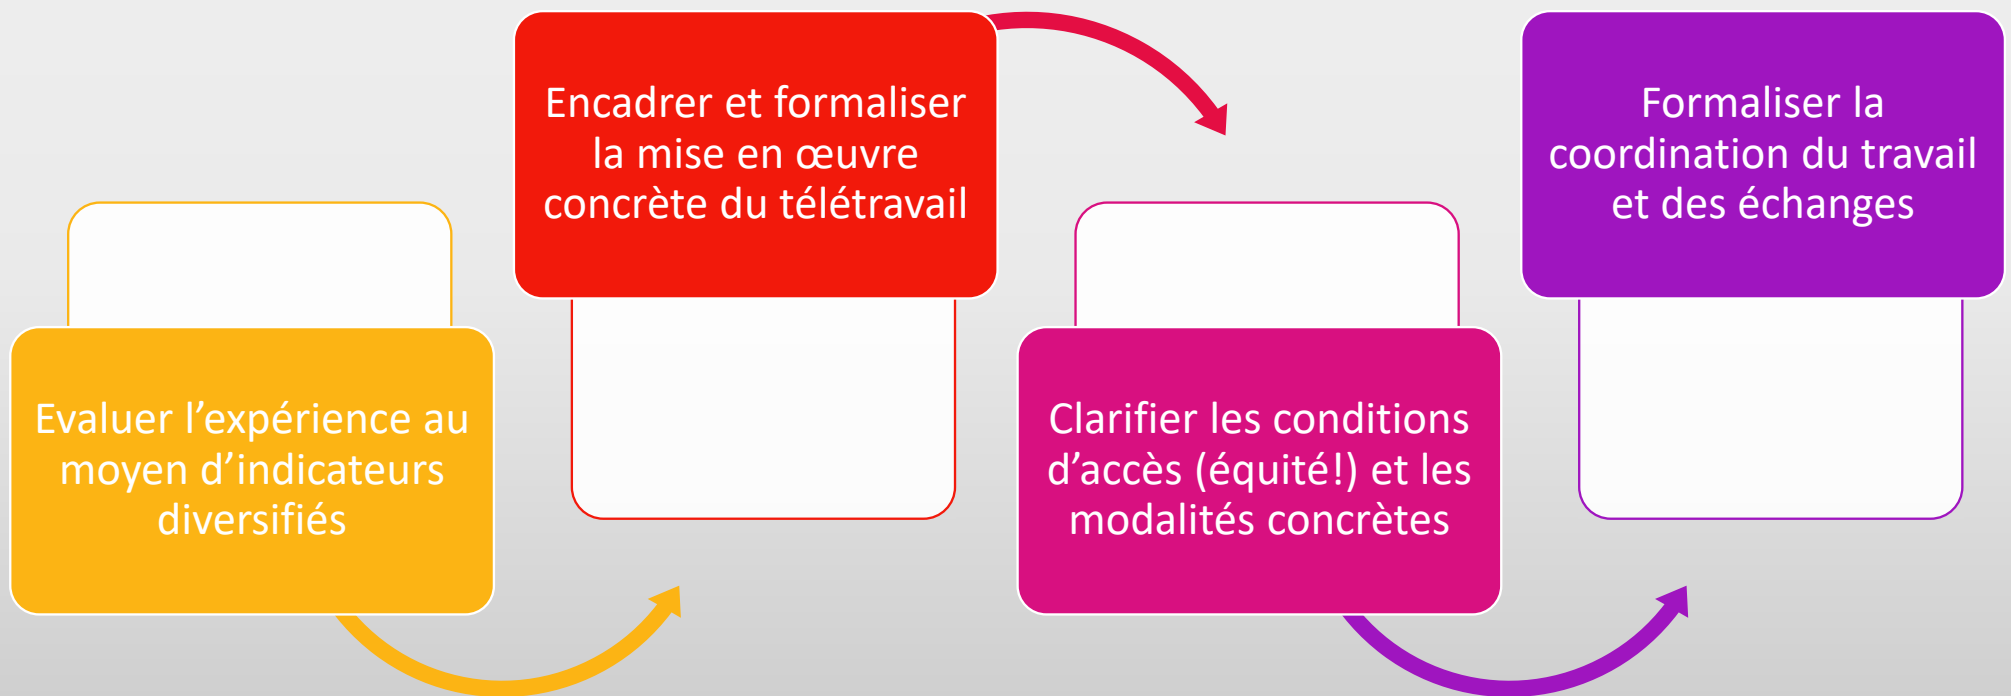 Evaluer l’expérience au
moyen d’indicateurs
diversifiés
Encadrer et formaliser
la mise en œuvre
concrète du télétravail
Clarifier les conditions
d’accès (équité!) et les
modalités concrètes
Formaliser la
coordination du travail
et des échanges